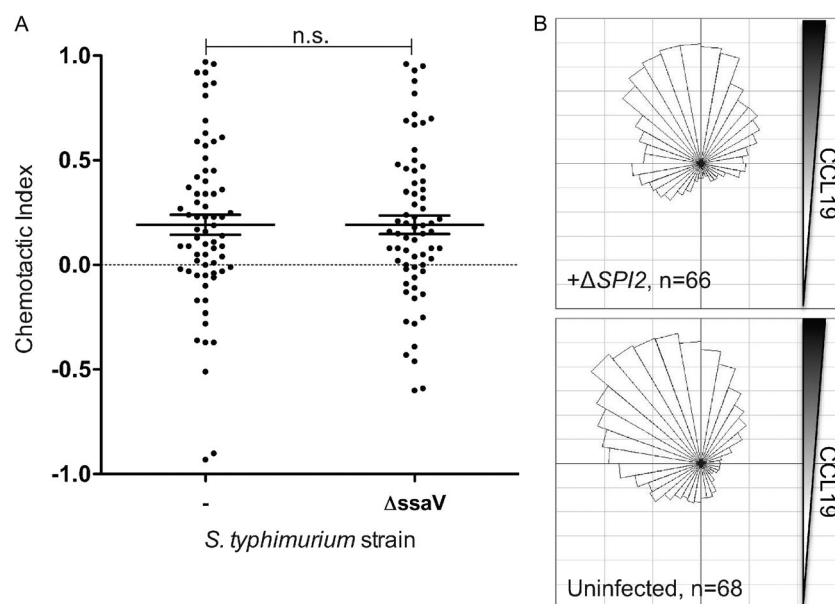 A
n.s.
1.0
0.5
0.0
-0.5
-1.0
Chemotactic Index
-
ΔssaV
S. typhimurium strain
B
CCL19
+ΔSPI2, n=66
CCL19
Uninfected, n=68